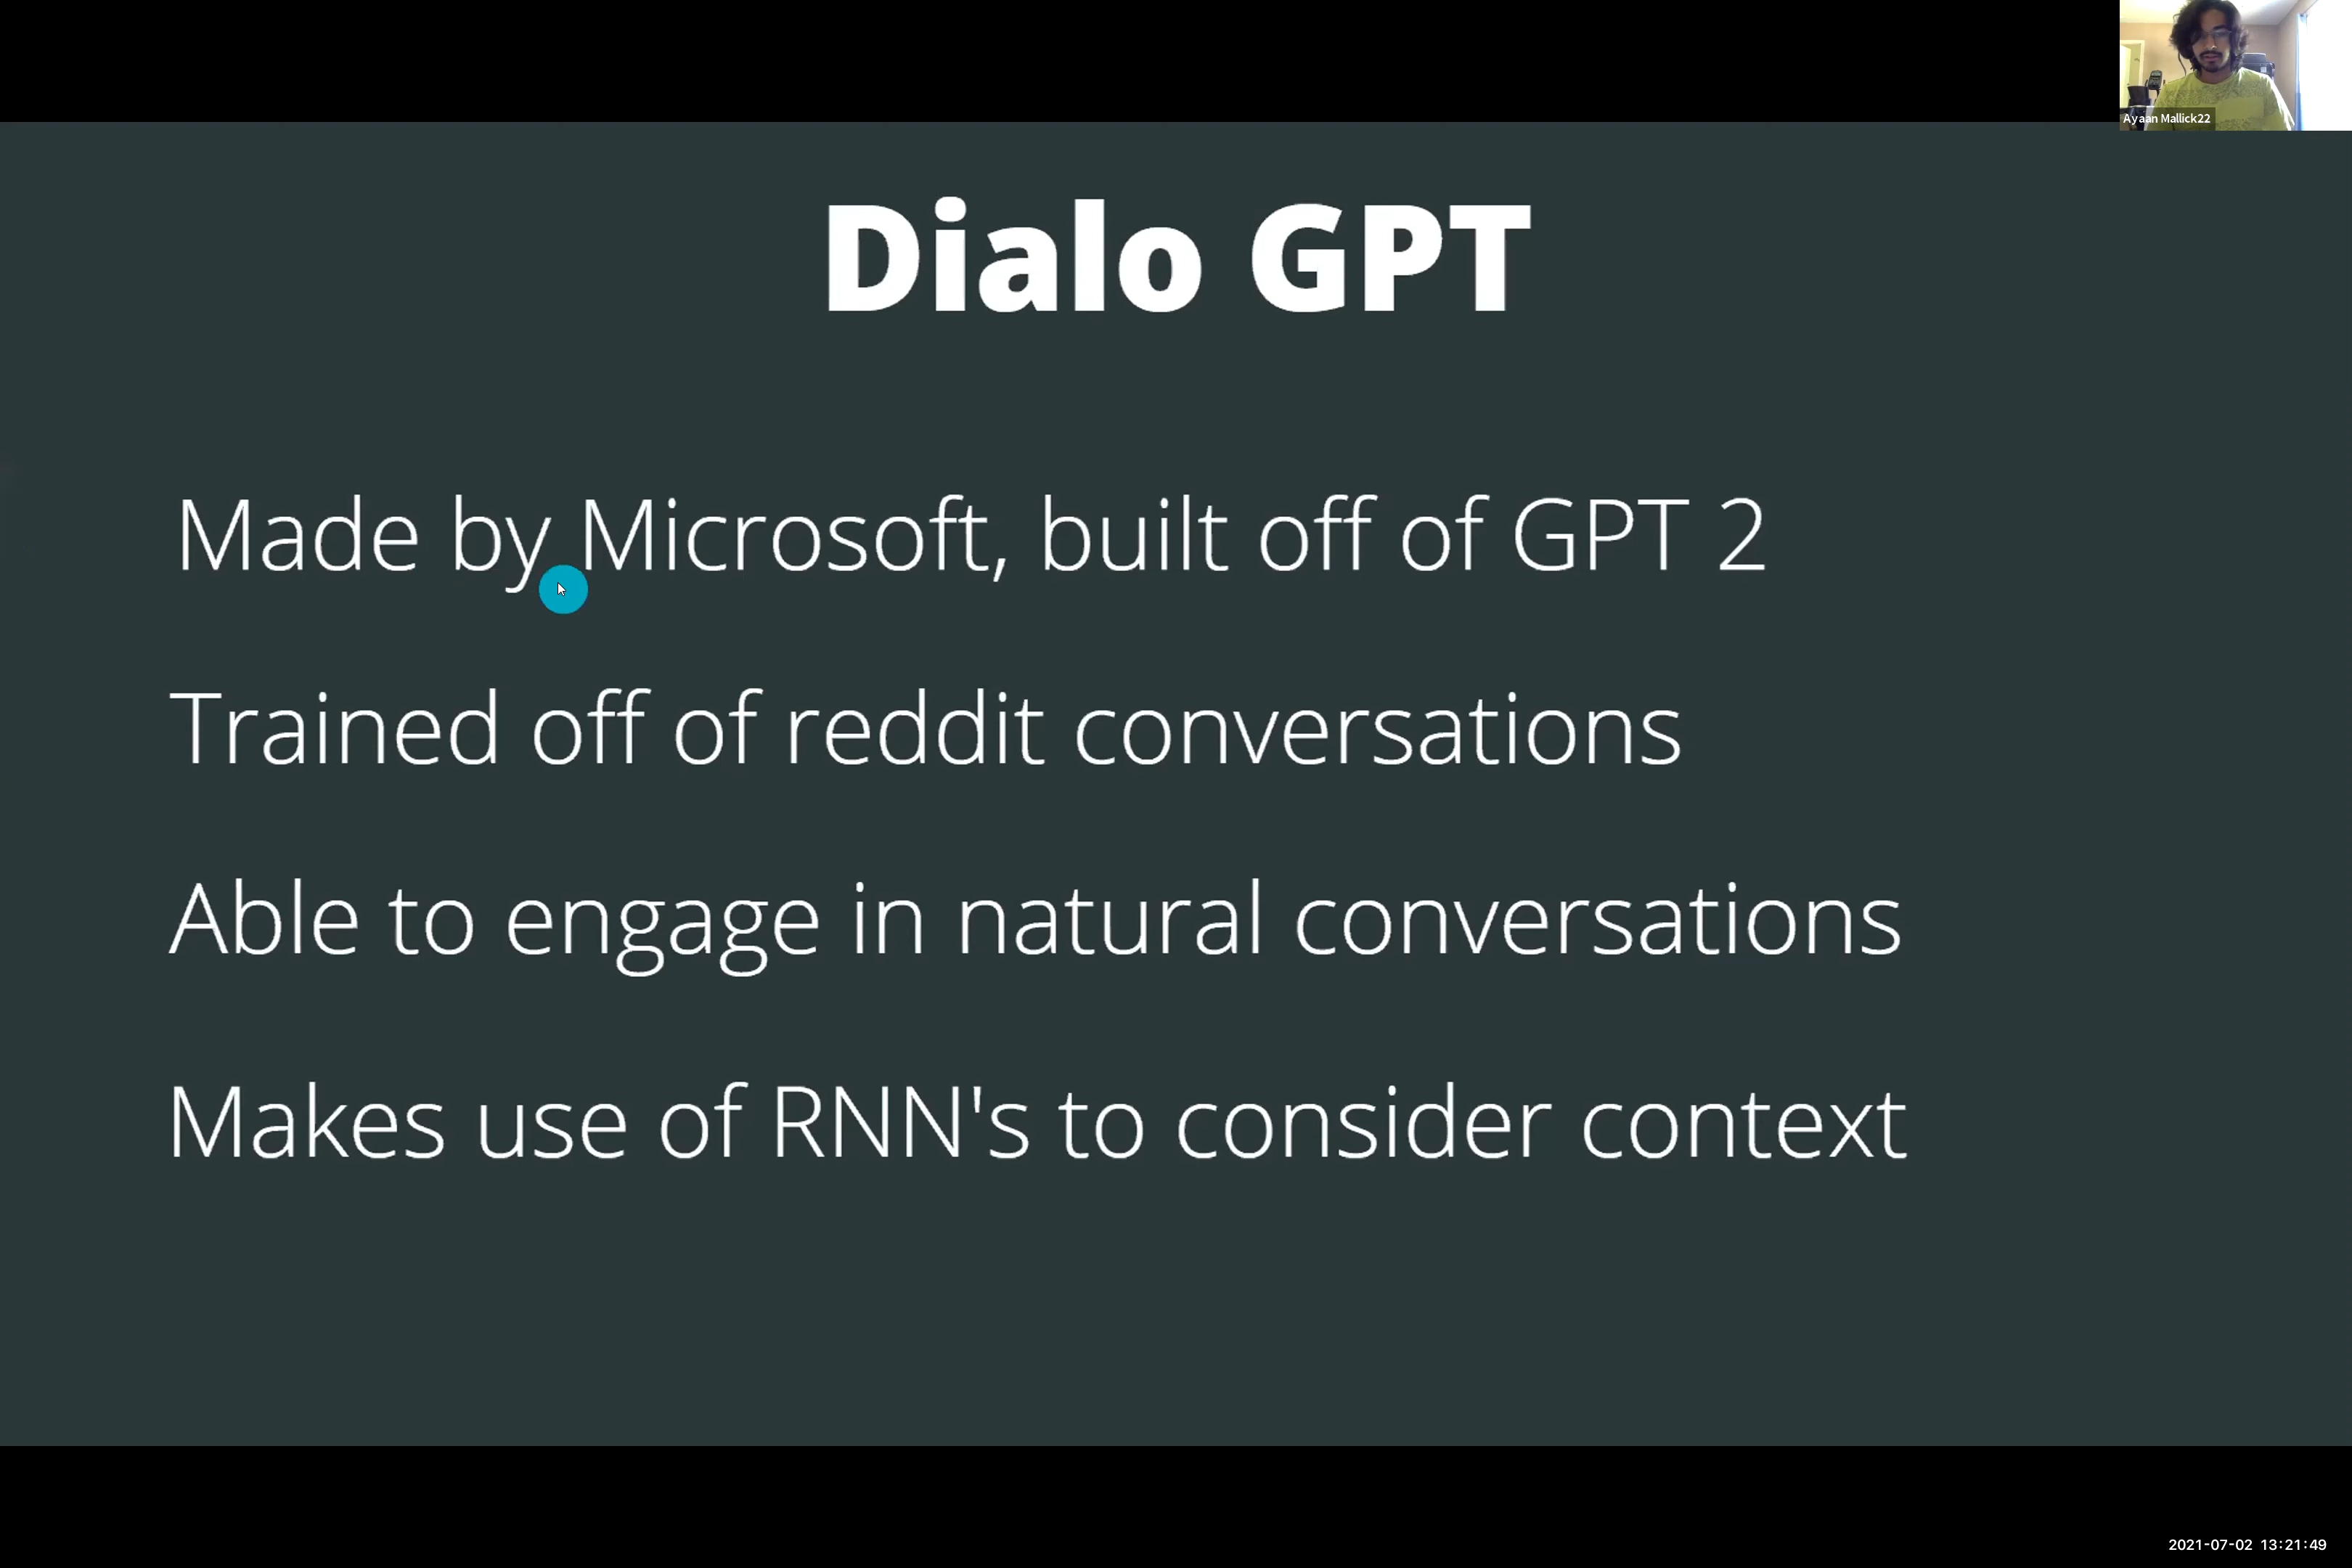 Ayaan Mallick22
Dialo GPT
Made by Microsoft, built off of GPT 2
Trained off of reddit conversations
Able to engage in natural conversations
Makes use of RNN's to consider context
2021-07-02 13:21:49